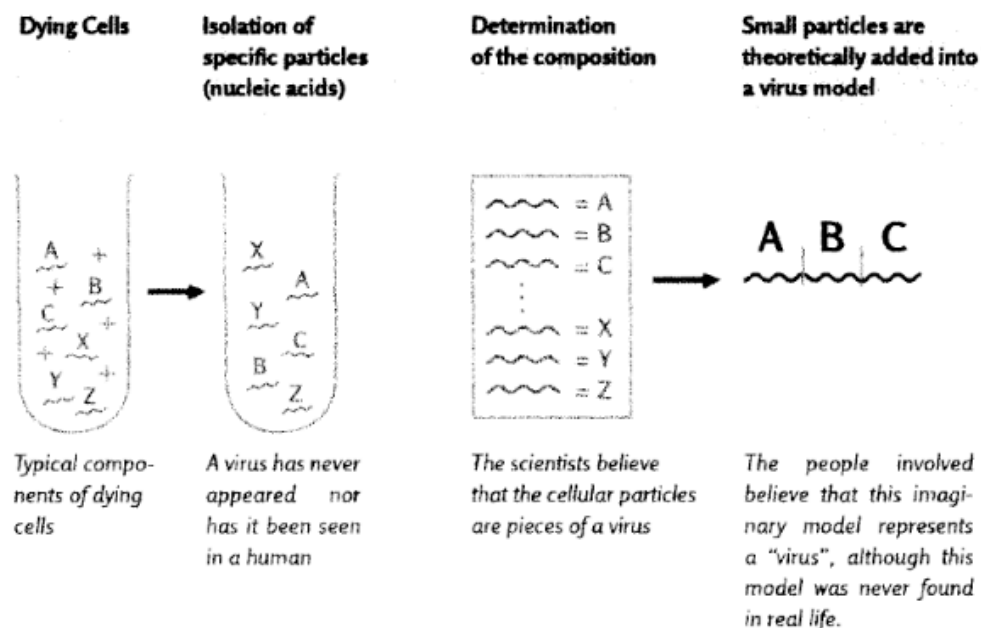 Dying Cells
Isolation of
specific particles
(nucleic acids)
Determination
of the composition
Small particles are
theoretically added into
a virus model
A +
+ B
C +
+ X
Y +
Z
X
A
Y
C
B
Z
= A
= B
= C
= X
= Y
= Z
A B C
Typical compo-
nents of dying
cells
A virus has never
appeared nor
has it been seen
in a human
The scientists believe
that the cellular particles
are pieces of a virus
The people involved
believe that this imagi-
nary model represents
a "virus", although this
model was never found
in real life.